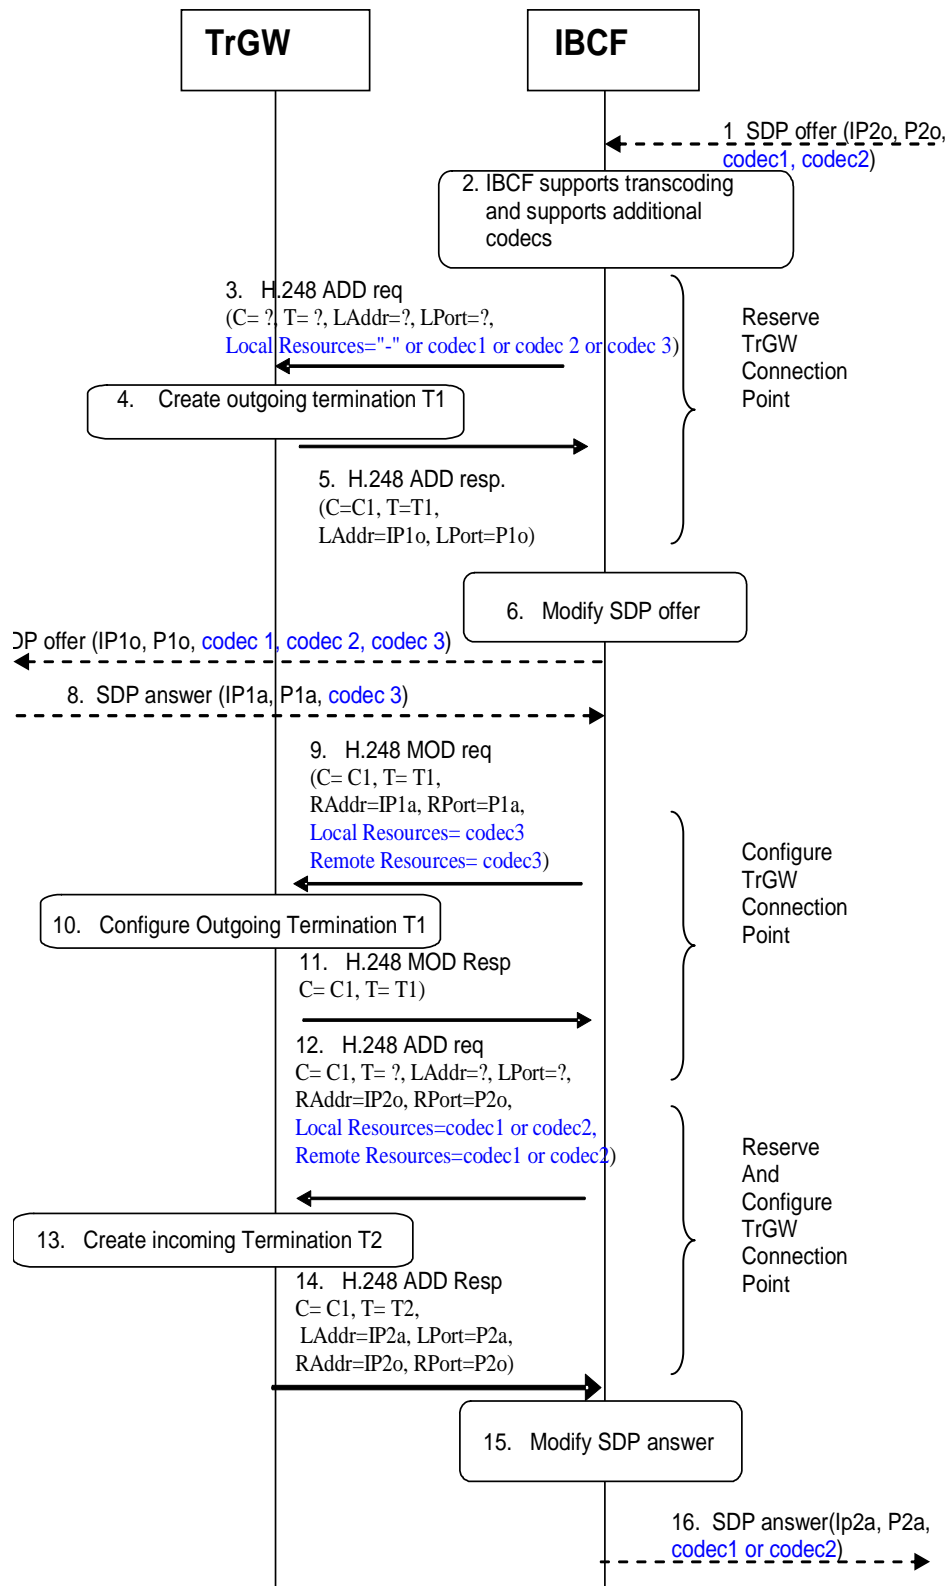 TrGW
IBCF
1 SDP offer (IP2o, P2o,
codec1, codec2)
2. IBCF supports transcoding
and supports additional
codecs
3. H.248 ADD req
(C= ?, T= ?, LAddr=?, LPort=?,
Local Resources="-" or codec1 or codec 2 or codec 3)
Reserve
TrGW
Connection
Point
4. Create outgoing termination T1
5. H.248 ADD resp.
(C=C1, T=T1,
LAddr=IP1o, LPort=P1o)
6. Modify SDP offer
DP offer (IP1o, P1o, codec 1, codec 2, codec 3)
8. SDP answer (IP1a, P1a, codec 3)
9. H.248 MOD req
(C= C1, T= T1,
RAddr=IP1a, RPort=P1a,
Local Resources= codec3
Remote Resources= codec3)
Configure
TrGW
Connection
Point
10. Configure Outgoing Termination T1
11. H.248 MOD Resp
C= C1, T= T1)
12. H.248 ADD req
C= C1, T= ?, LAddr=?, LPort=?,
RAddr=IP2o, RPort=P2o,
Local Resources=codec1 or codec2,
Remote Resources=codec1 or codec2)
Reserve
And
Configure
TrGW
Connection
Point
13. Create incoming Termination T2
14. H.248 ADD Resp
C= C1, T= T2,
LAddr=IP2a, LPort=P2a,
RAddr=IP2o, RPort=P2o)
15. Modify SDP answer
16. SDP answer(Ip2a, P2a,
codec1 or codec2)